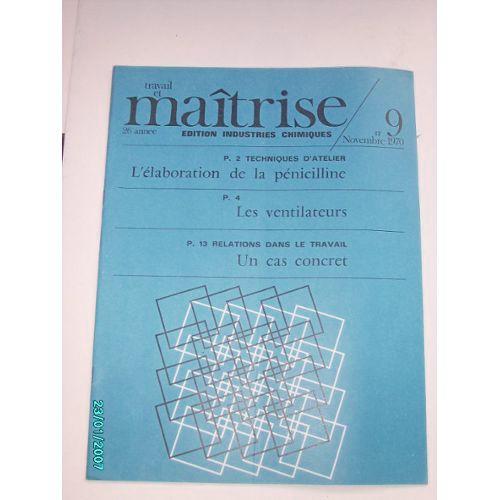 travail
et
maîtrise
26 année
EDITION INDUSTRIES CHIMIQUES
n° 9
Novembre 1970
P. 2 TECHNIQUES D'ATELIER
L'élaboration de la pénicilline
P. 4
Les ventilateurs
P. 13 RELATIONS DANS LE TRAVAIL
Un cas concret
23/01/2007